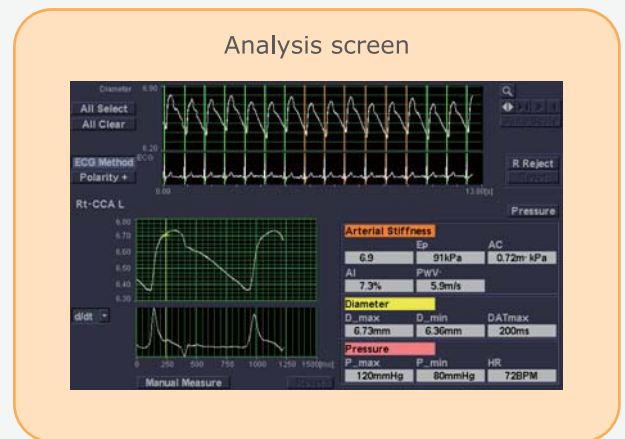 Analysis screen
Diameter 6.90
All Select
All Clear
6.20
ECG
ECG Method
Polarity +
R Reject
0.00 13.00[s]
Rt-CCA L
Pressure
6.80
6.70
6.60
6.50
6.40
6.30
d/dt
0 250 500 750 1000 1250 1500[ms]
Manual Measure
Arterial Stiffness
Ep AC
6.9 91kPa 0.72m·kPa
AI PWV·
7.3% 5.9m/s
Diameter
D_max D_min DATmax
6.73mm 6.36mm 200ms
Pressure
P_max P_min HR
120mmHg 80mmHg 72BPM